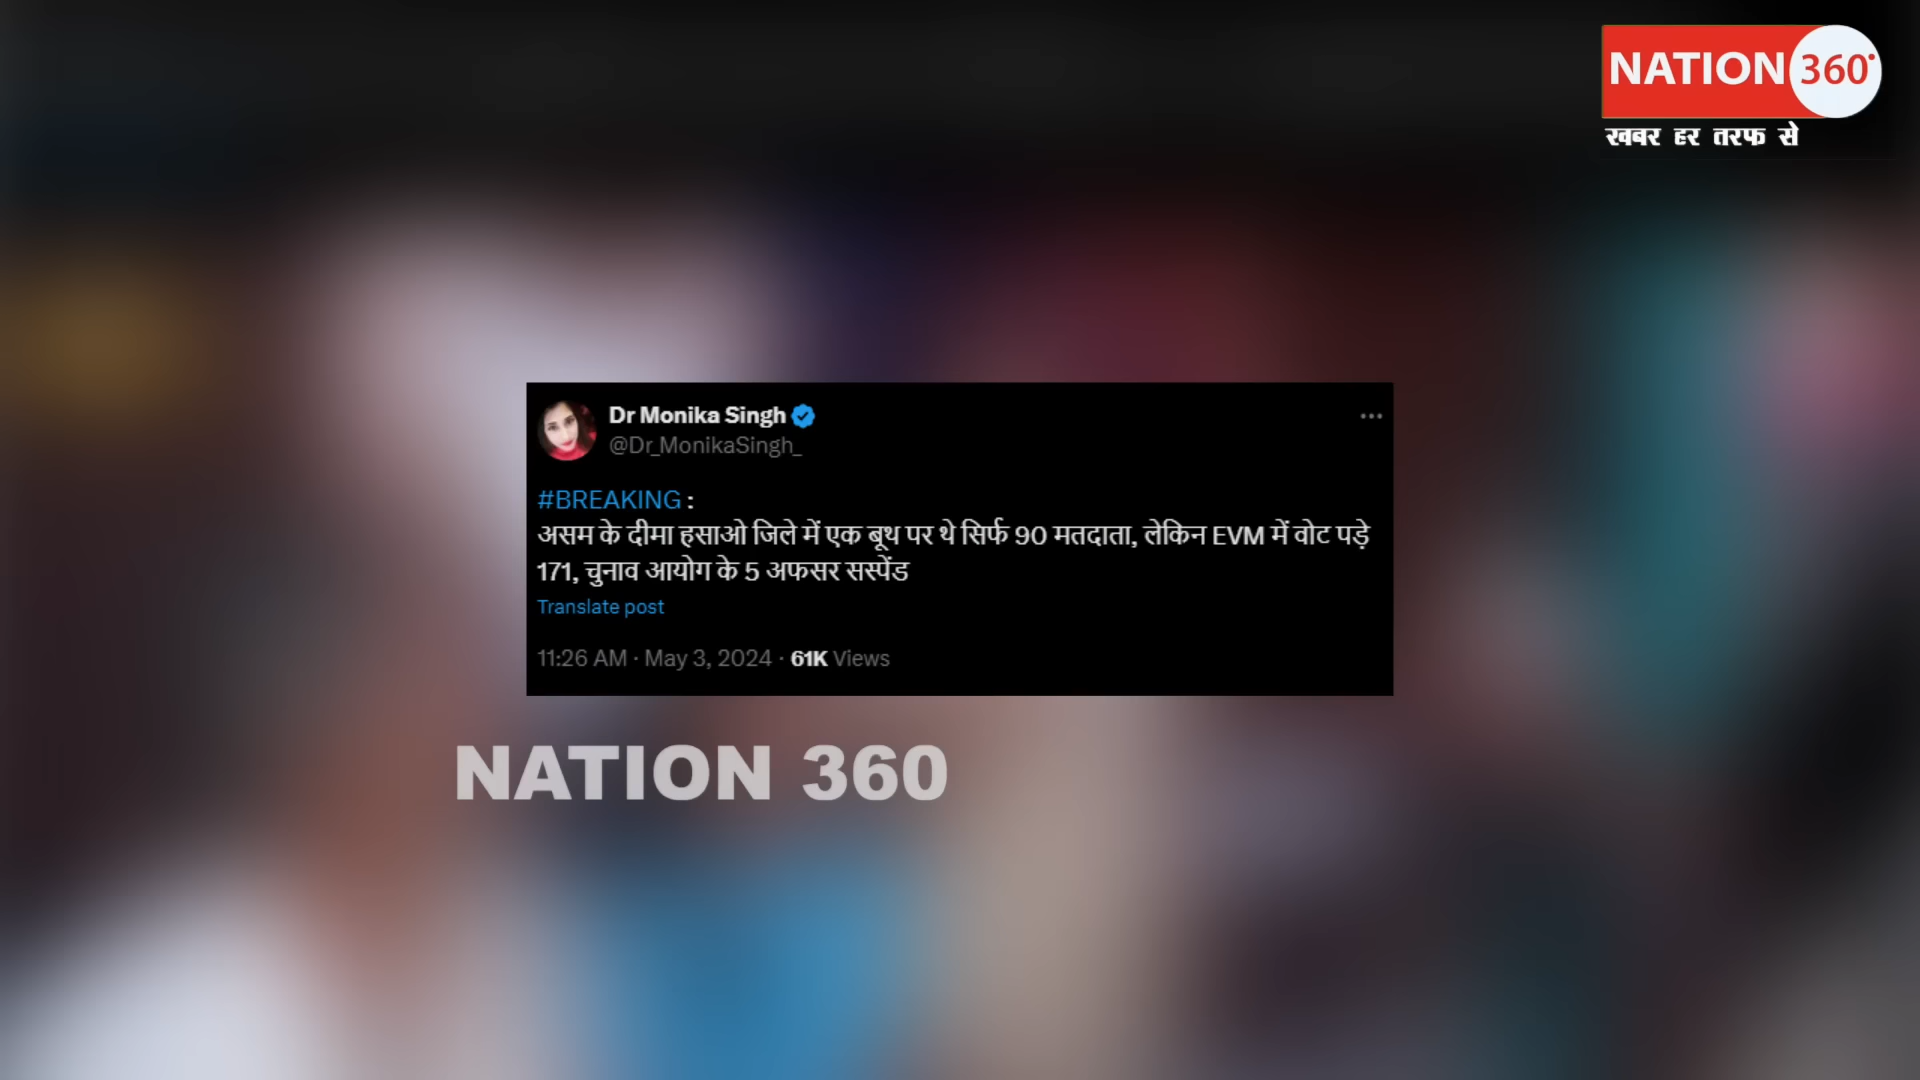 NATION 360°
खबर हर तरफ से
Dr Monika Singh
@Dr_MonikaSingh_
#BREAKING :
असम के दीमा हसाओ जिले में एक बूथ पर थे सिर्फ 90 मतदाता, लेकिन EVM में वोट पड़े
171, चुनाव आयोग के 5 अफसर सस्पेंड
Translate post
11:26 AM · May 3, 2024 · 61K Views
NATION 360